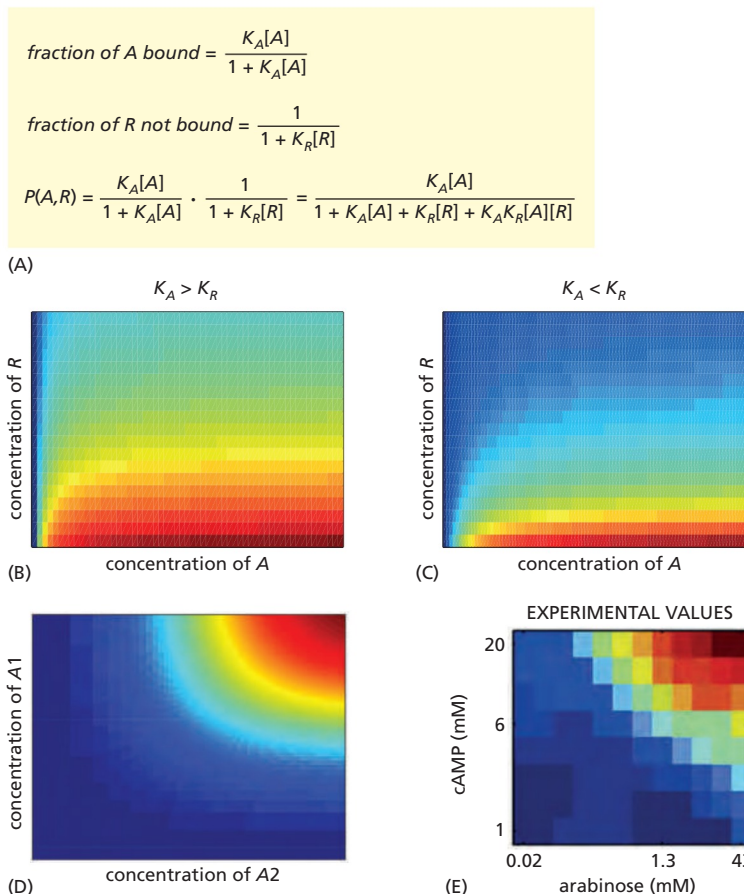 fraction of A bound = K_A[A] / 1 + K_A[A]
fraction of R not bound = 1 / 1 + K_R[R]
P(A,R) = K_A[A] / 1 + K_A[A] · 1 / 1 + K_R[R] = K_A[A] / 1 + K_A[A] + K_R[R] + K_AK_R[A][R]
(A)
K_A > K_R
concentration of R
concentration of A
(B)
K_A < K_R
concentration of R
concentration of A
(C)
concentration of A1
concentration of A2
(D)
EXPERIMENTAL VALUES
20
6
1
cAMP (mM)
0.02
1.3
arabinose (mM)
(E)